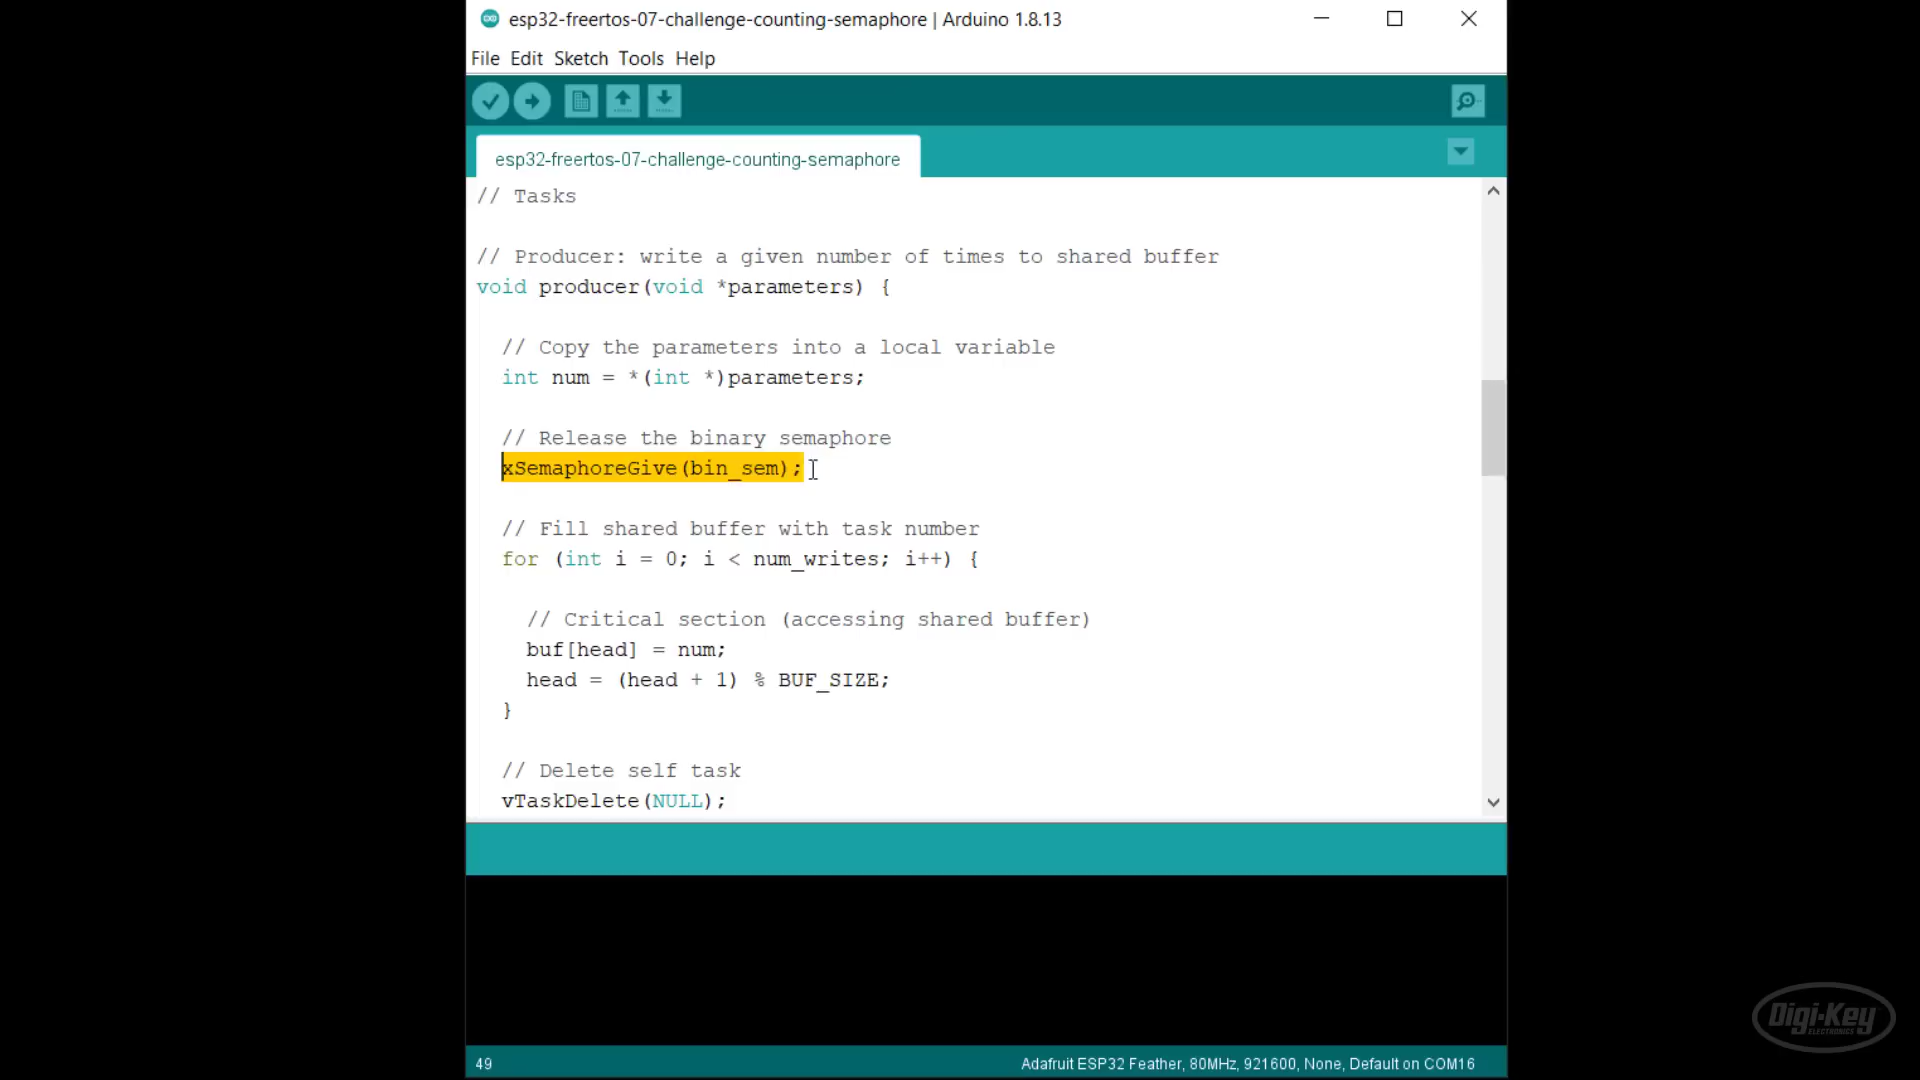 esp32-freertos-07-challenge-counting-semaphore | Arduino 1.8.13
File Edit Sketch Tools Help
esp32-freertos-07-challenge-counting-semaphore
// Tasks
// Producer: write a given number of times to shared buffer
void producer(void *parameters) {
// Copy the parameters into a local variable
int num = *(int *)parameters;
// Release the binary semaphore
xSemaphoreGive(bin_sem);
// Fill shared buffer with task number
for (int i = 0; i < num_writes; i++) {
// Critical section (accessing shared buffer)
buf[head] = num;
head = (head + 1) % BUF_SIZE;
}
// Delete self task
vTaskDelete(NULL);
49
Adafruit ESP32 Feather, 80MHz, 921600, None, Default on COM16
Digi-Key
ELECTRONICS